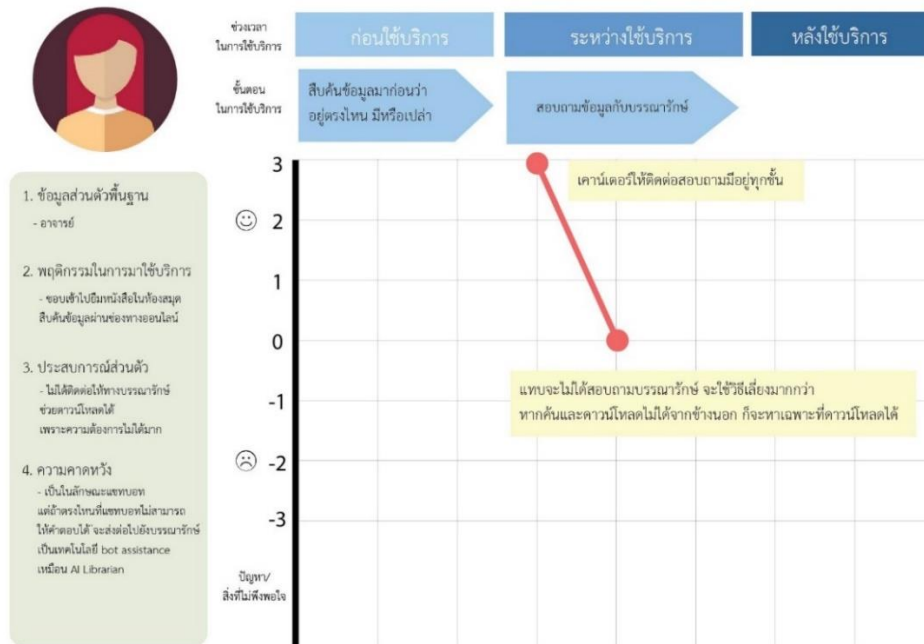 ช่วงเวลา
ในการใช้บริการ
ก่อนใช้บริการ
ระหว่างใช้บริการ
หลังใช้บริการ
ขั้นตอน
ในการใช้บริการ
สืบค้นข้อมูลมาก่อนว่า
อยู่ตรงไหน มีหรือเปล่า
สอบถามข้อมูลกับบรรณารักษ์
1. ข้อมูลส่วนตัวพื้นฐาน
- อาจารย์
2. พฤติกรรมในการมาใช้บริการ
- ชอบเข้าไปยืมหนังสือในห้องสมุด
สืบค้นข้อมูลผ่านช่องทางออนไลน์
3. ประสบการณ์ส่วนตัว
- ไม่ได้ติดต่อให้ทางบรรณารักษ์
ช่วยดาวน์โหลดได้
เพราะความต้องการไม่ได้มาก
4. ความคาดหวัง
- เป็นในลักษณะแชทบอท
แต่ถ้าตรงไหนที่แชทบอทไม่สามารถ
ให้คำตอบได้ จะส่งต่อไปยังบรรณารักษ์
เป็นเทคโนโลยี bot assistance
เหมือน AI Librarian
3
2
1
0
-1
-2
-3
ปัญหา/
สิ่งที่ไม่พึงพอใจ
เคาน์เตอร์ให้ติดต่อสอบถามมีอยู่ทุกชั้น
แทบจะไม่ได้สอบถามบรรณารักษ์ จะใช้วิธีเลี่ยงมากกว่า
หากค้นและดาวน์โหลดไม่ได้จากข้างนอก ก็จะหาเฉพาะที่ดาวน์โหลดได้